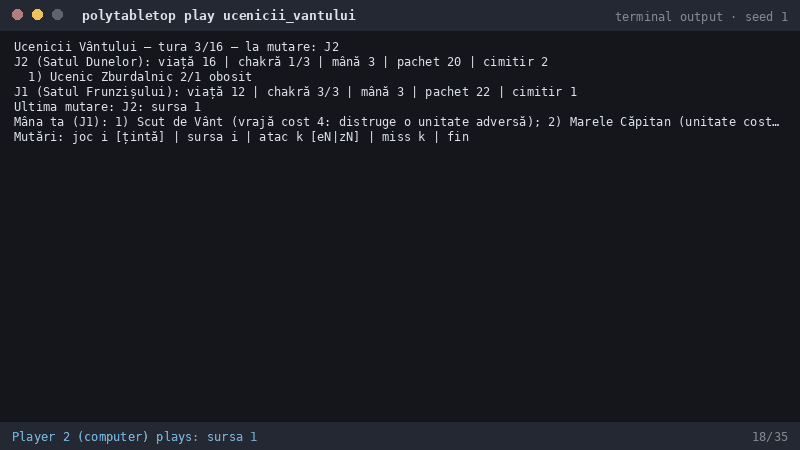 polytabletop play ucenicii_vantului
terminal output · seed 1
Ucenicii Vântului — tura 3/16 — la mutare: J2
J2 (Satul Dunelor): viață 16 | chakră 1/3 | mână 3 | pachet 20 | cimitir 2
1) Ucenic Zburdalnic 2/1 obosit
J1 (Satul Frunzișului): viață 12 | chakră 3/3 | mână 3 | pachet 22 | cimitir 1
Ultima mutare: J2: sursa 1
Mâna ta (J1): 1) Scut de Vânt (vrajă cost 4: distruge o unitate adversă); 2) Marele Căpitan (unitate cost…
Mutări: joc i [țintă] | sursa i | atac k [eN|zN] | miss k | fin
Player 2 (computer) plays: sursa 1
18/35